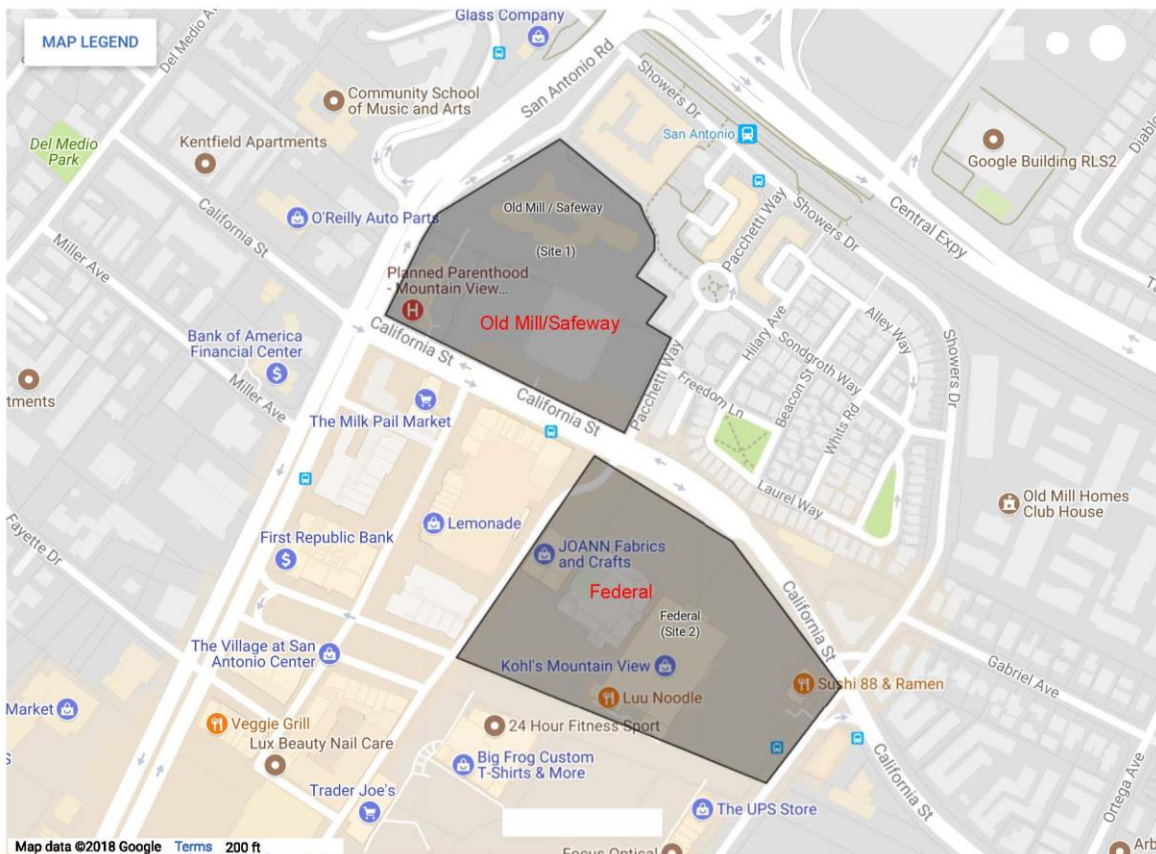 MAP LEGEND
Glass Company
Del Medio Av
San Antonio Rd
Showers Dr
Community School
of Music and Arts
San Antonio
Del Medio
Park
Kentfield Apartments
Google Building RLS2
Diablo
California St
O'Reilly Auto Parts
Old Mill / Safeway
(Site 1)
Pacchetti Way
Showers Dr
Central Expy
Miller Ave
Planned Parenthood
- Mountain View...
Old Mill/Safeway
Bank of America
Financial Center
California St
Pacchetti Way
Hilary Ave
Sondgroth Way
Alley Way
Showers Dr
tments
Miller Ave
The Milk Pail Market
California St
Freedom Ln
Beacon St
Whits Rd
Laurel Way
Old Mill Homes
Club House
Fayette Dr
First Republic Bank
Lemonade
JOANN Fabrics
and Crafts
Federal
Federal
(Site 2)
California St
The Village at San
Antonio Center
Kohl's Mountain View
Sushi 88 & Ramen
Gabriel Ave
Luu Noodle
Market
Veggie Grill
Lux Beauty Nail Care
24 Hour Fitness Sport
Big Frog Custom
T-Shirts & More
California St
Ortega Ave
Trader Joe's
The UPS Store
Focus Optical
Arb
Map data ©2018 Google Terms 200 ft